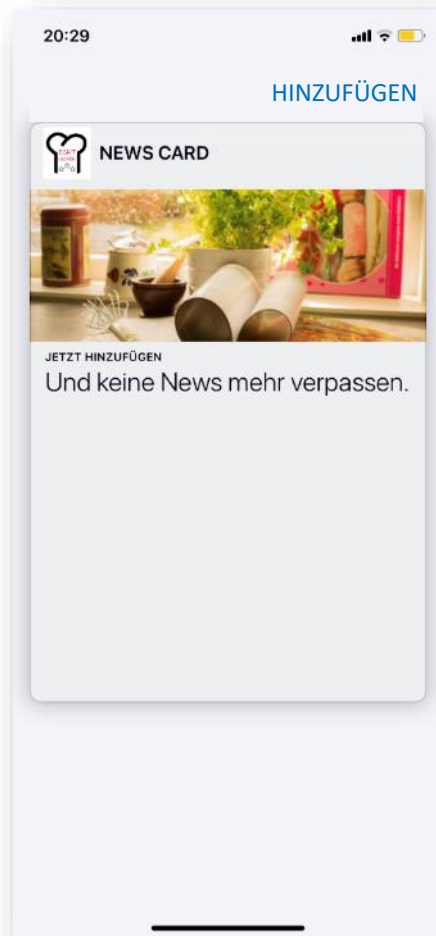 20:29
HINZUFÜGEN
NEWS CARD
JETZT HINZUFÜGEN
Und keine News mehr verpassen.